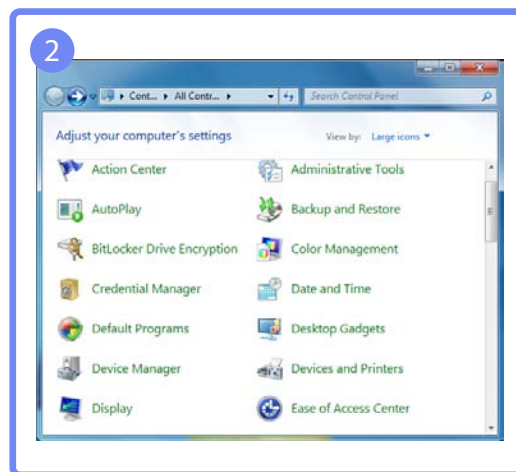 2
Cont... All Contr... Search Control Panel
Adjust your computer's settings View by: Large icons
Action Center Administrative Tools
AutoPlay Backup and Restore
BitLocker Drive Encryption Color Management
Credential Manager Date and Time
Default Programs Desktop Gadgets
Device Manager Devices and Printers
Display Ease of Access Center